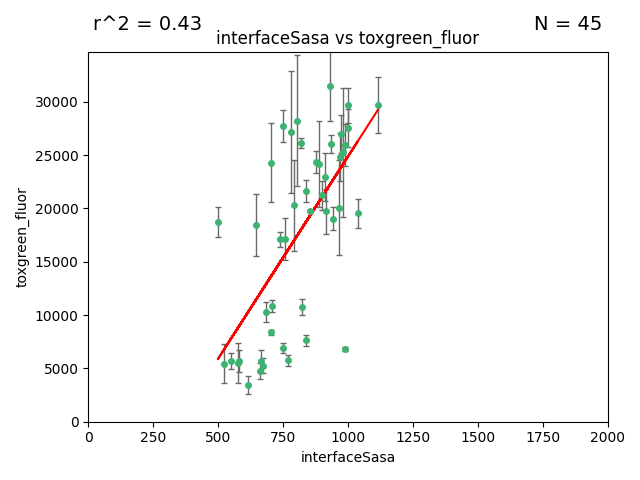 r^2 = 0.43
N = 45
interfaceSasa vs toxgreen_fluor
toxgreen_fluor
30000
25000
20000
15000
10000
5000
0
0 250 500 750 1000 1250 1500 1750 2000
interfaceSasa